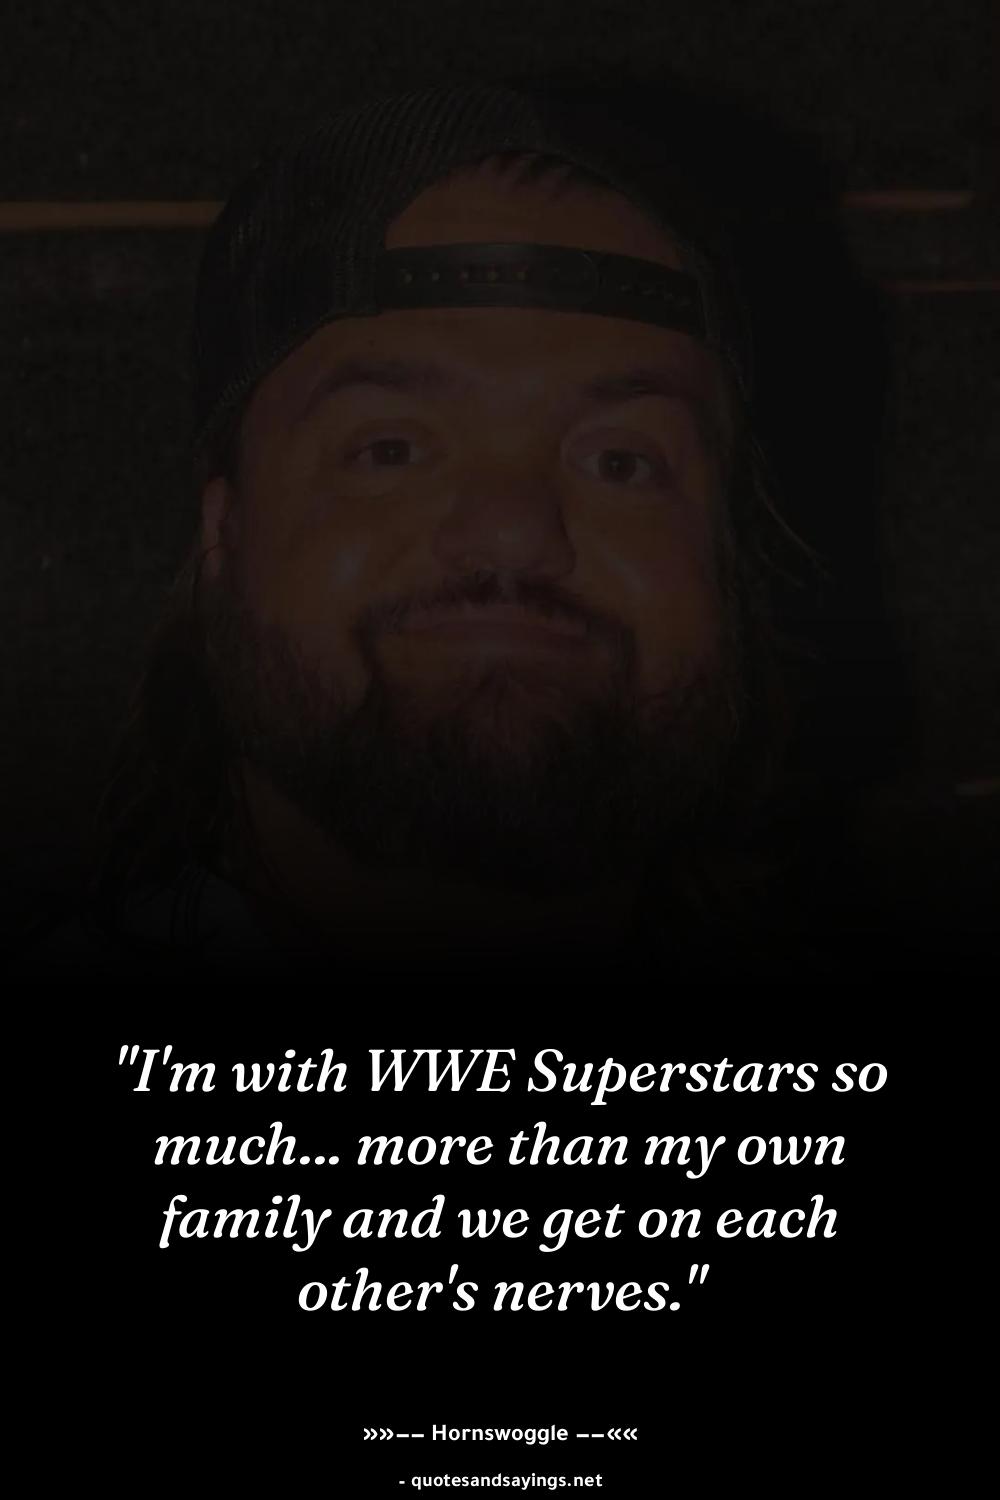 "I'm with WWE Superstars so
much... more than my own
family and we get on each
other's nerves."
»»−− Hornswoggle −−««
- quotesandsayings.net